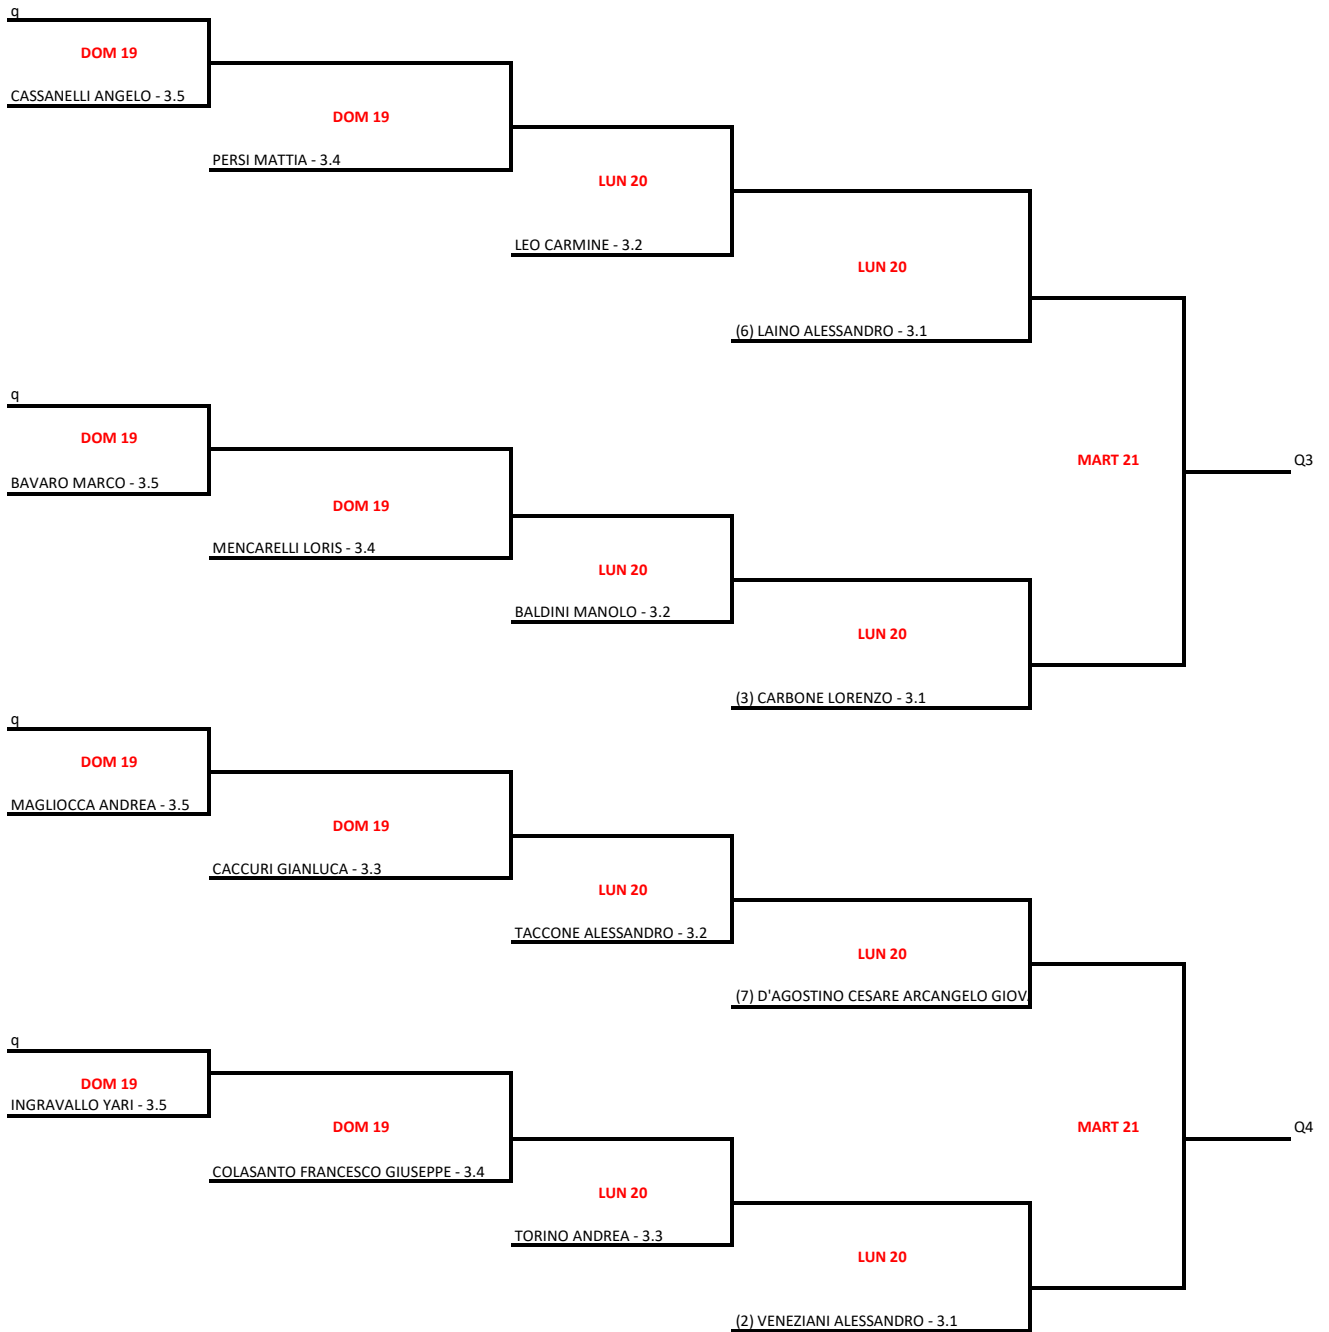 q
DOM 19
CASSANELLI ANGELO - 3.5
DOM 19
PERSI MATTIA - 3.4
LUN 20
LEO CARMINE - 3.2
LUN 20
(6) LAINO ALESSANDRO - 3.1
q
DOM 19
MART 21
Q3
BAVARO MARCO - 3.5
DOM 19
MENCARELLI LORIS - 3.4
LUN 20
BALDINI MANOLO - 3.2
LUN 20
(3) CARBONE LORENZO - 3.1
q
DOM 19
MAGLIOCCA ANDREA - 3.5
DOM 19
CACCURI GIANLUCA - 3.3
LUN 20
TACCONE ALESSANDRO - 3.2
LUN 20
(7) D'AGOSTINO CESARE ARCANGELO GIOV
q
DOM 19
INGRAVALLO YARI - 3.5
DOM 19
MART 21
Q4
COLASANTO FRANCESCO GIUSEPPE - 3.4
LUN 20
TORINO ANDREA - 3.3
LUN 20
(2) VENEZIANI ALESSANDRO - 3.1